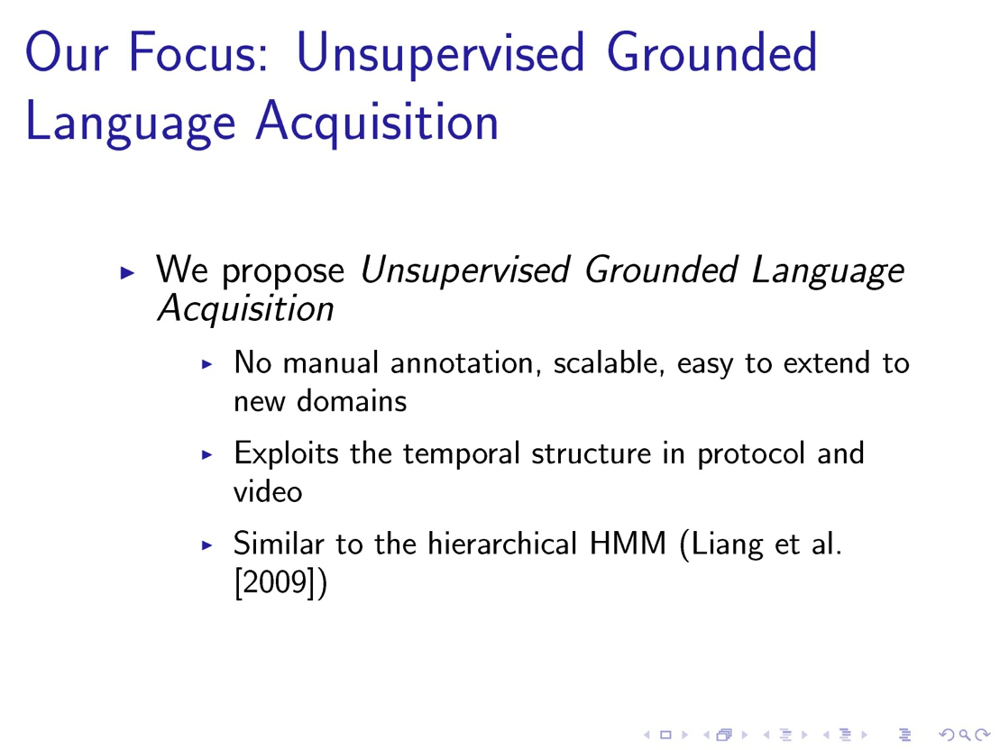 Our Focus: Unsupervised Grounded
Language Acquisition
We propose Unsupervised Grounded Language
Acquisition
No manual annotation, scalable, easy to extend to
new domains
Exploits the temporal structure in protocol and
video
Similar to the hierarchical HMM (Liang et al.
[2009])